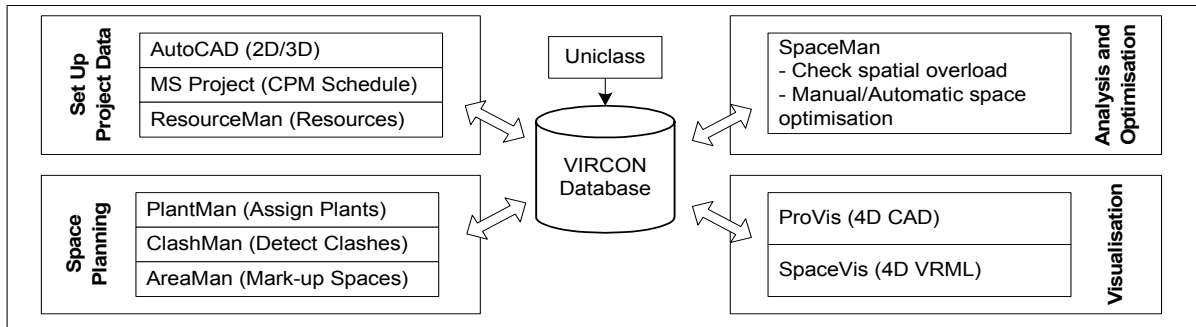 Set Up
Project Data
AutoCAD (2D/3D)
MS Project (CPM Schedule)
ResourceMan (Resources)
Space
Planning
PlantMan (Assign Plants)
ClashMan (Detect Clashes)
AreaMan (Mark-up Spaces)
Uniclass
VIRCON
Database
SpaceMan
- Check spatial overload
- Manual/Automatic space
optimisation
Analysis and
Optimisation
ProVis (4D CAD)
SpaceVis (4D VRML)
Visualisation